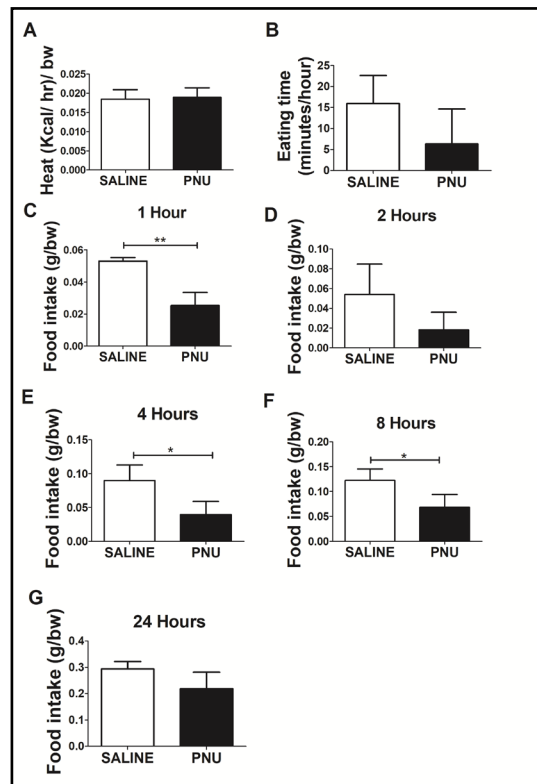 A
Heat (Kcal/ hr)/ bw
0.025
0.020
0.015
0.010
0.005
0.000
SALINE PNU
B
Eating time
(minutes/hour)
25
20
15
10
5
0
SALINE PNU
C
1 Hour
Food intake (g/bw)
0.06
0.04
0.02
0.00
**
SALINE PNU
D
2 Hours
Food intake (g/bw)
0.10
0.08
0.06
0.04
0.02
0.00
SALINE PNU
E
4 Hours
Food intake (g/bw)
0.15
0.10
0.05
0.00
*
SALINE PNU
F
8 Hours
Food intake (g/bw)
0.20
0.15
0.10
0.05
0.00
*
SALINE PNU
G
24 Hours
Food intake (g/bw)
0.4
0.3
0.2
0.1
0.0
SALINE PNU